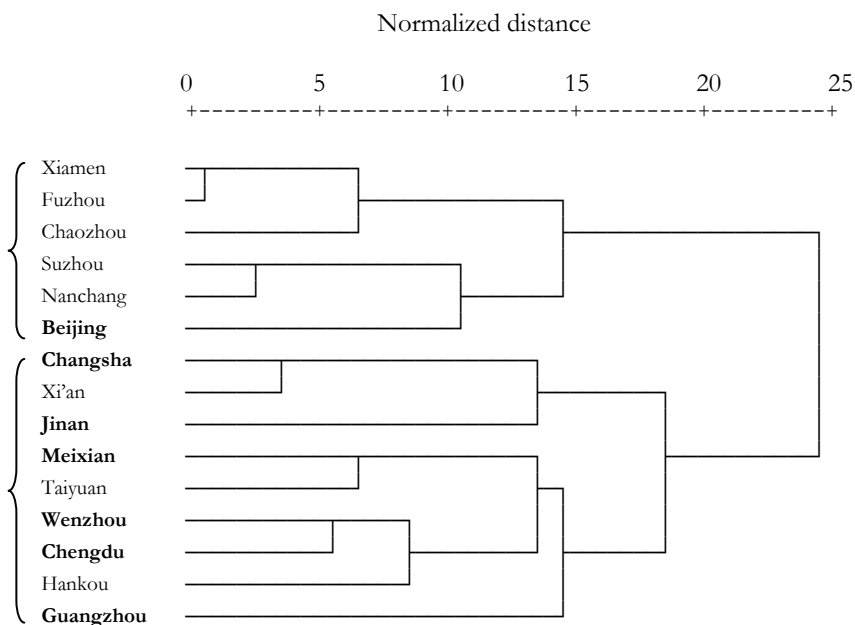 Normalized distance
0 5 10 15 20 25
+---------+---------+---------+---------+---------+
Xiamen
Fuzhou
Chaozhou
Suzhou
Nanchang
Beijing
Changsha
Xi’an
Jinan
Meixian
Taiyuan
Wenzhou
Chengdu
Hankou
Guangzhou